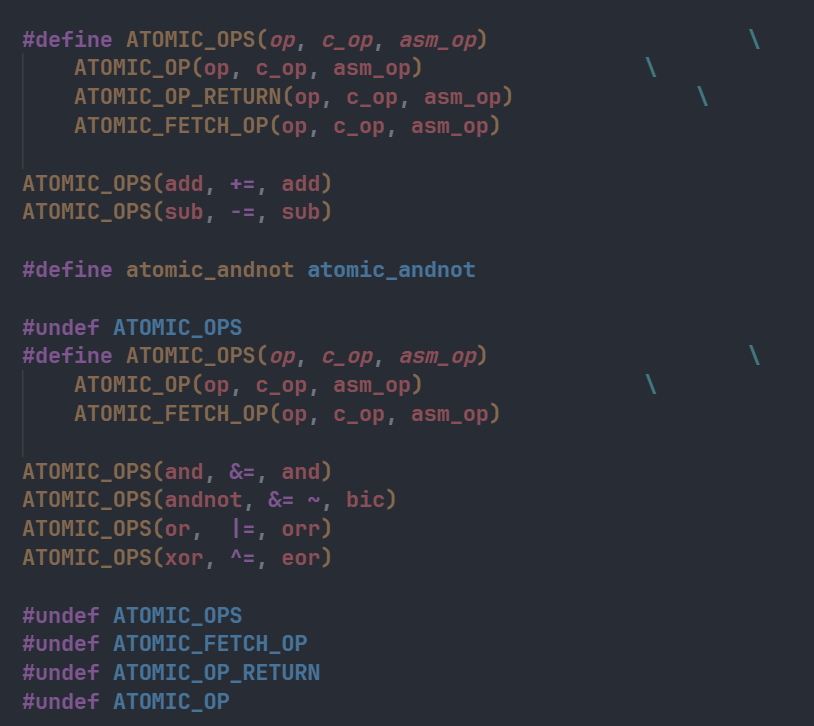 #define ATOMIC_OPS(op, c_op, asm_op) \
ATOMIC_OP(op, c_op, asm_op) \
ATOMIC_OP_RETURN(op, c_op, asm_op) \
ATOMIC_FETCH_OP(op, c_op, asm_op)
ATOMIC_OPS(add, +=, add)
ATOMIC_OPS(sub, -=, sub)
#define atomic_andnot atomic_andnot
#undef ATOMIC_OPS
#define ATOMIC_OPS(op, c_op, asm_op) \
ATOMIC_OP(op, c_op, asm_op) \
ATOMIC_FETCH_OP(op, c_op, asm_op)
ATOMIC_OPS(and, &=, and)
ATOMIC_OPS(andnot, &= ~, bic)
ATOMIC_OPS(or,  |=, orr)
ATOMIC_OPS(xor, ^=, eor)
#undef ATOMIC_OPS
#undef ATOMIC_FETCH_OP
#undef ATOMIC_OP_RETURN
#undef ATOMIC_OP